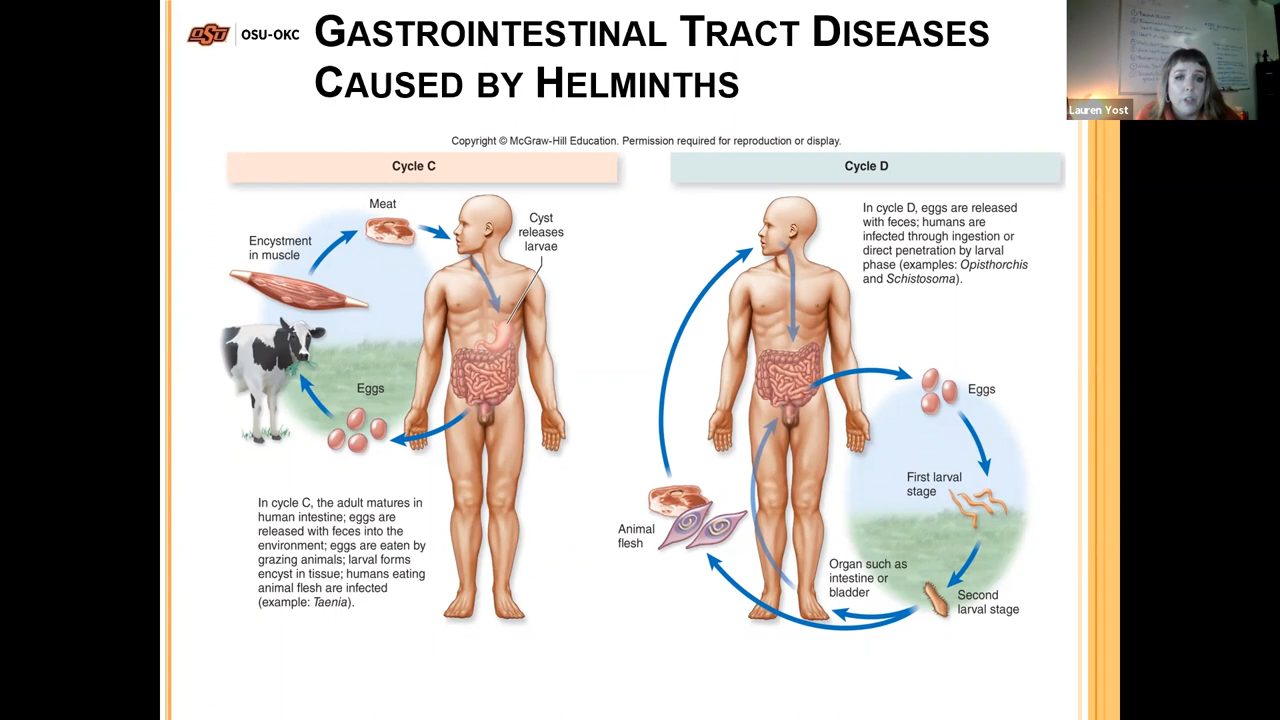 OSU
OSU-OKC
GASTROINTESTINAL TRACT DISEASES
CAUSED BY HELMINTHS
Lauren Yost
Copyright © McGraw-Hill Education. Permission required for reproduction or display.
Cycle C
Meat
Cyst
releases
larvae
Encystment
in muscle
Eggs
In cycle C, the adult matures in
human intestine; eggs are
released with feces into the
environment; eggs are eaten by
grazing animals; larval forms
encyst in tissue; humans eating
animal flesh are infected
(example: Taenia).
Cycle D
In cycle D, eggs are released
with feces; humans are
infected through ingestion or
direct penetration by larval
phase (examples: Opisthorchis
and Schistosoma).
Eggs
First larval
stage
Animal
flesh
Organ such as
intestine or
bladder
Second
larval stage